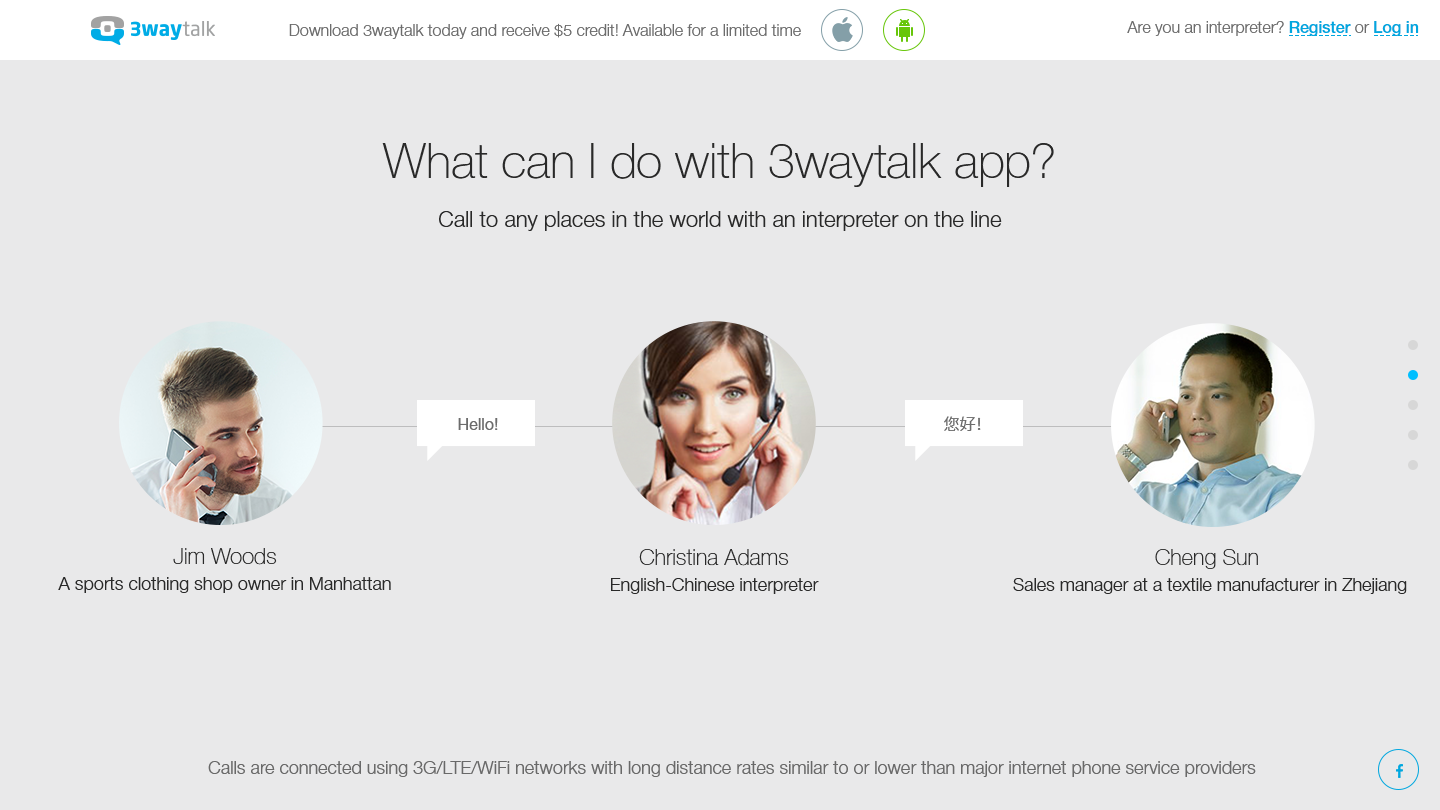 3waytalk
Download 3waytalk today and receive $5 credit! Available for a limited time
Are you an interpreter? Register or Log in
What can I do with 3waytalk app?
Call to any places in the world with an interpreter on the line
Hello!
您好!
Jim Woods
A sports clothing shop owner in Manhattan
Christina Adams
English-Chinese interpreter
Cheng Sun
Sales manager at a textile manufacturer in Zhejiang
Calls are connected using 3G/LTE/WiFi networks with long distance rates similar to or lower than major internet phone service providers